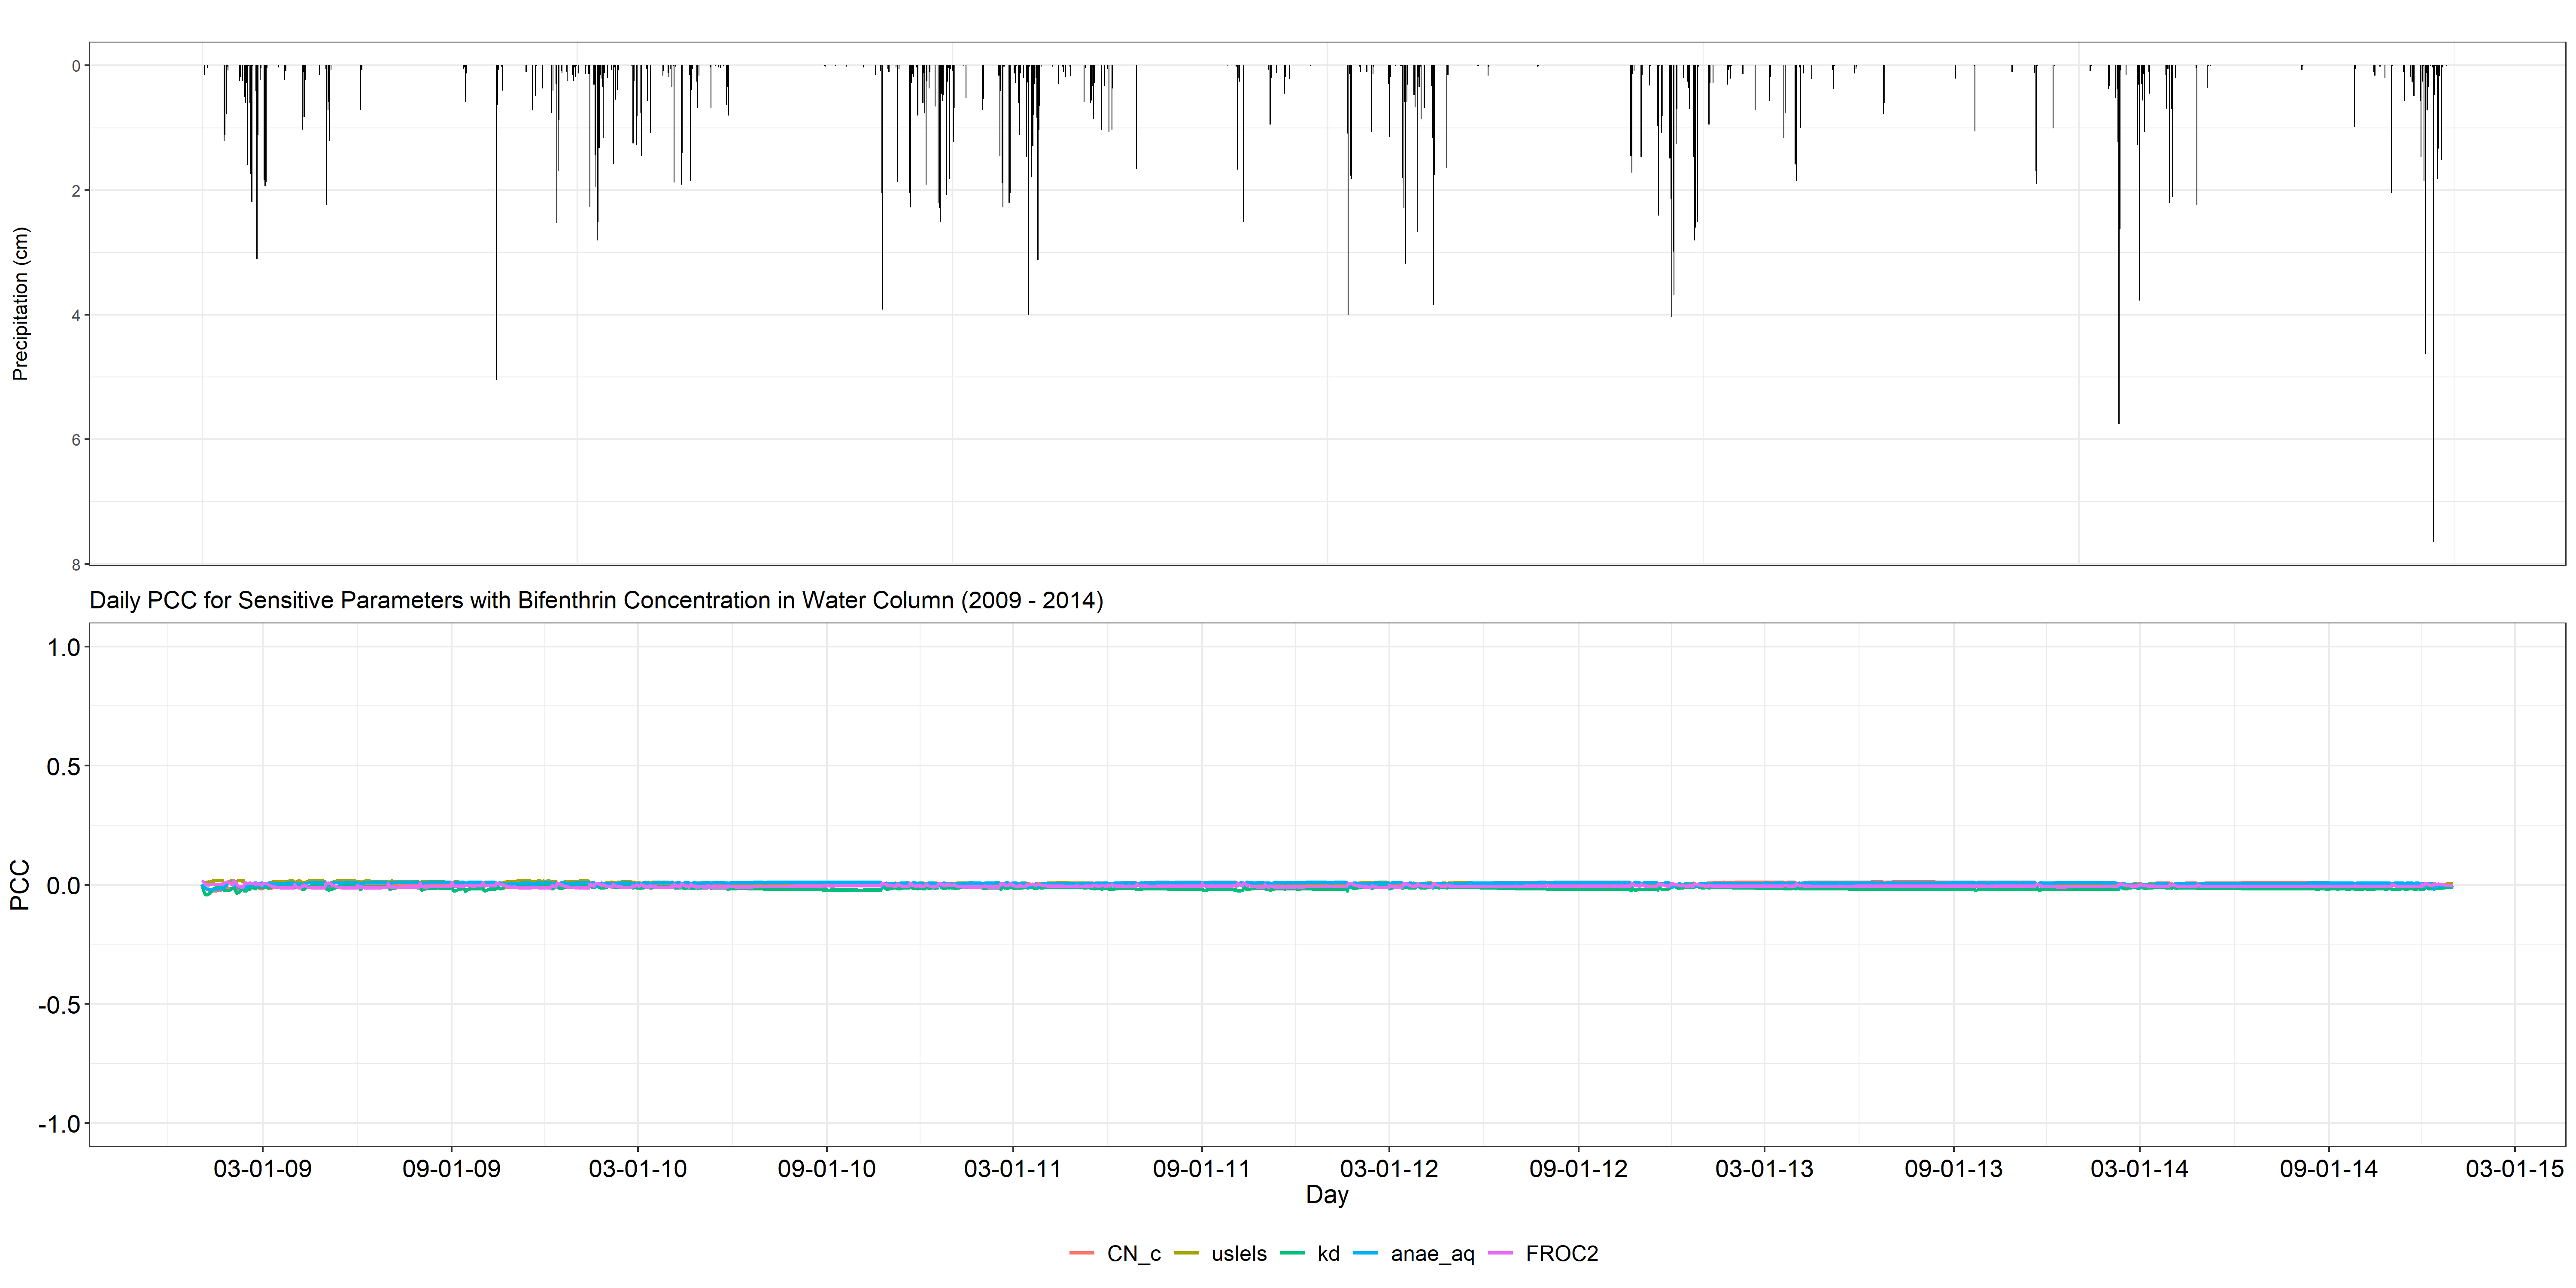 0
2
4
6
8
Precipitation (cm)
Daily PCC for Sensitive Parameters with Bifenthrin Concentration in Water Column (2009 - 2014)
1.0
0.5
0.0
-0.5
-1.0
PCC
03-01-09 09-01-09 03-01-10 09-01-10 03-01-11 09-01-11 03-01-12 09-01-12 03-01-13 09-01-13 03-01-14 09-01-14 03-01-15
Day
CN_c uslels kd anae_aq FROC2